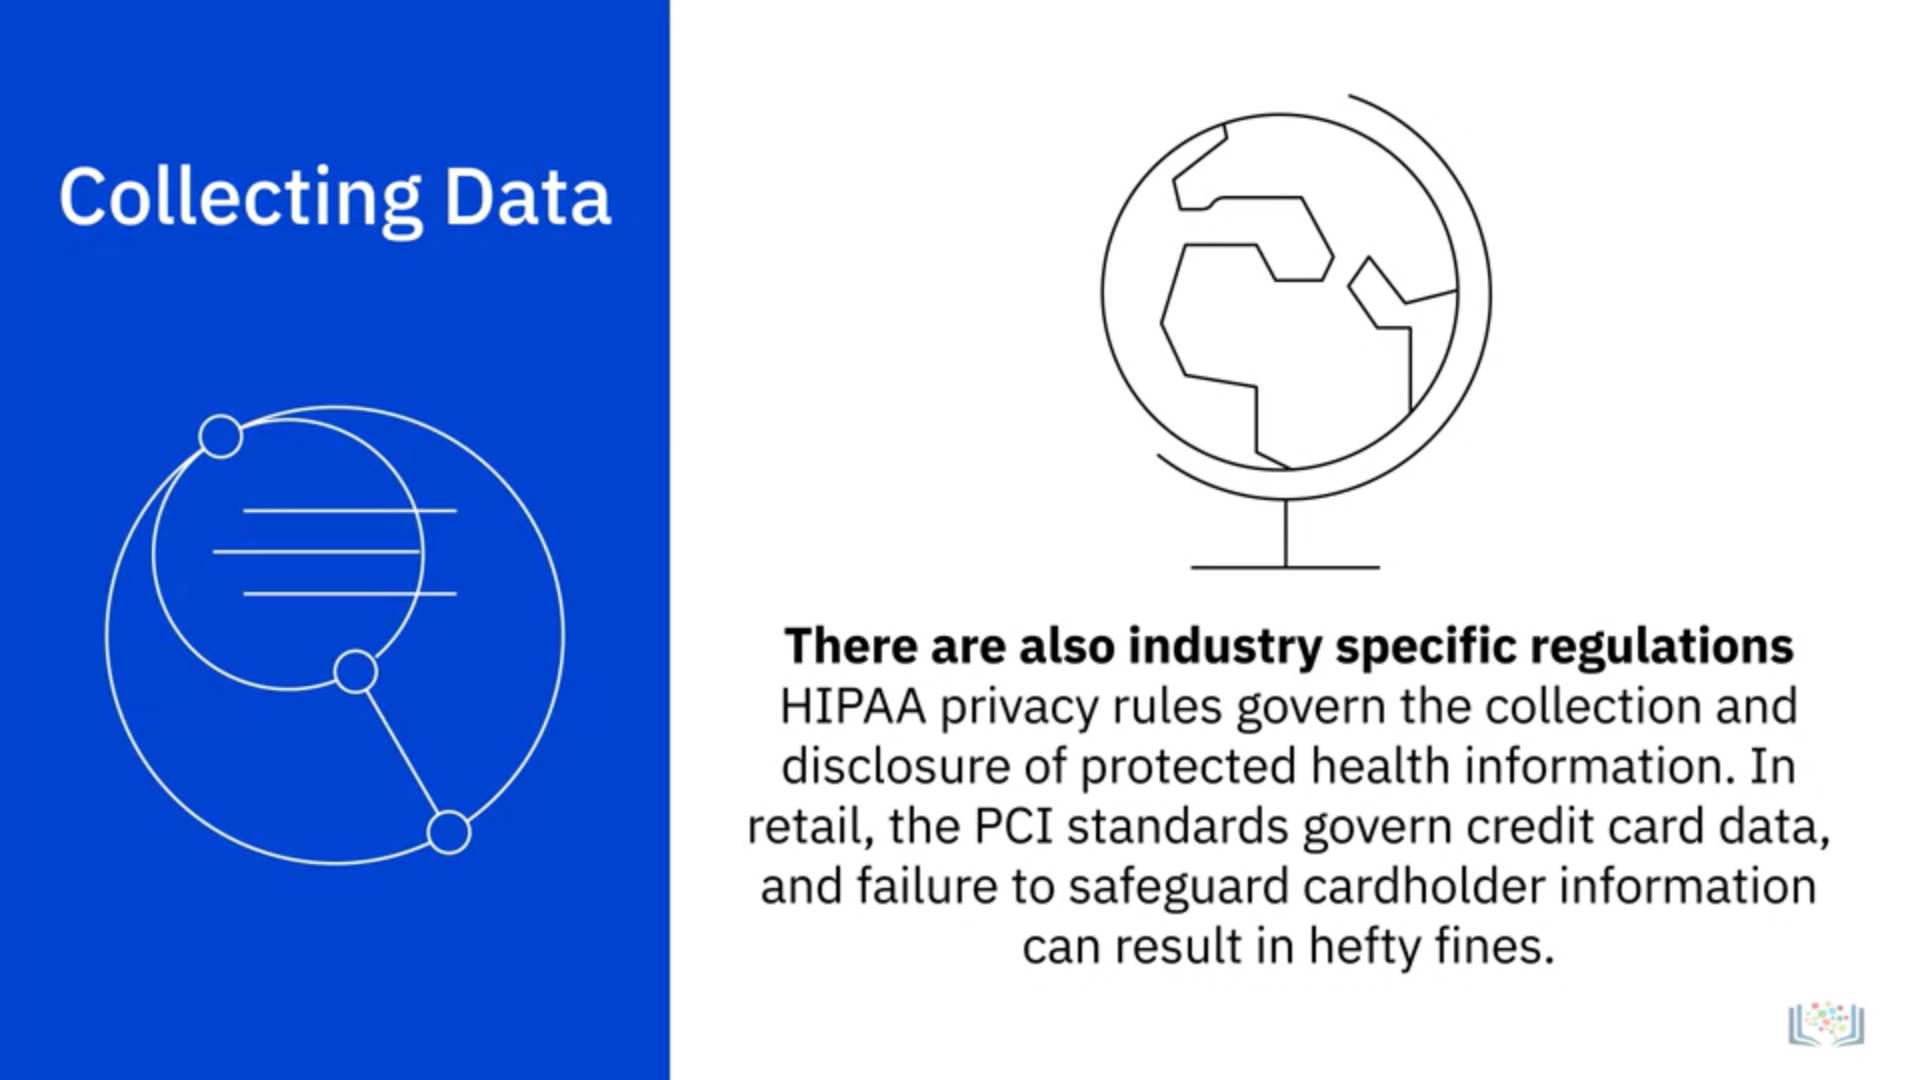 Collecting Data
There are also industry specific regulations
HIPAA privacy rules govern the collection and
disclosure of protected health information. In
retail, the PCI standards govern credit card data,
and failure to safeguard cardholder information
can result in hefty fines.